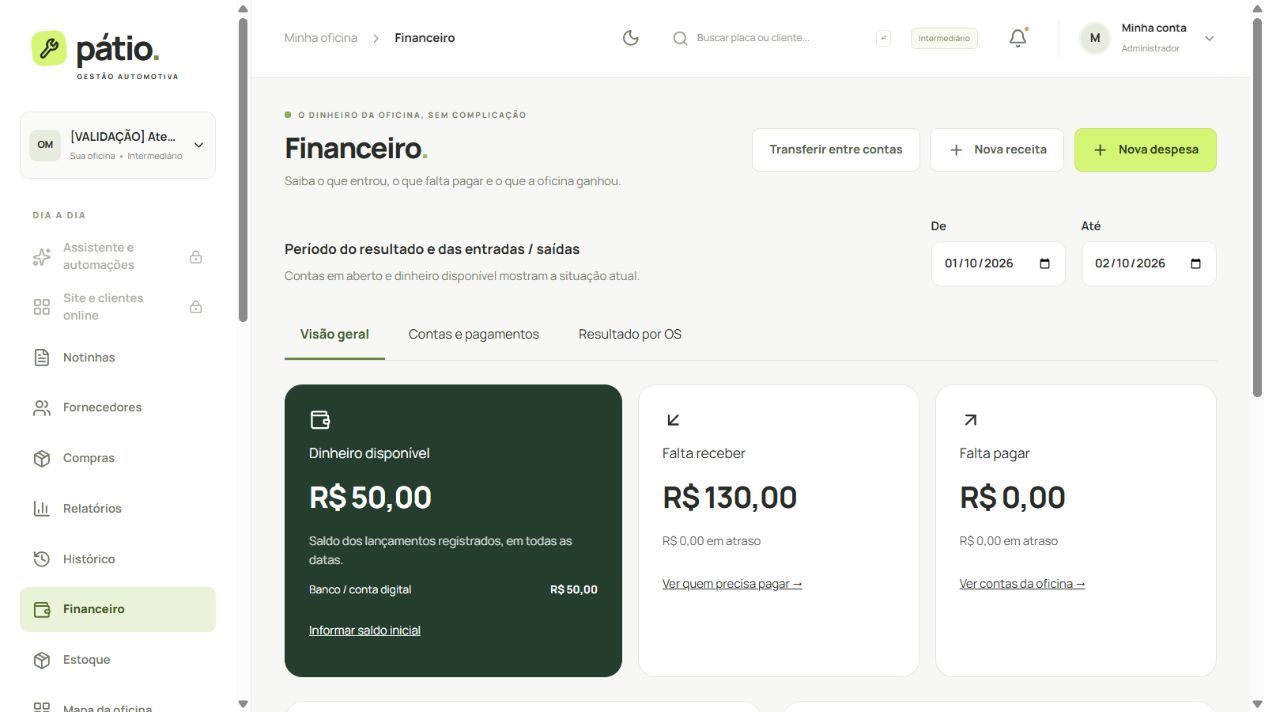 pátio.
GESTÃO AUTOMOTIVA
OM
[VALIDAÇÃO] Ate...
Sua oficina • Intermediário
DIA A DIA
Assistente e
automações
Site e clientes
online
Notinhas
Fornecedores
Compras
Relatórios
Histórico
Financeiro
Estoque
Mapa da oficina
Minha oficina
Financeiro
Buscar placa ou cliente...
Intermediário
M
Minha conta
Administrador
O DINHEIRO DA OFICINA, SEM COMPLICAÇÃO
Financeiro.
Saiba o que entrou, o que falta pagar e o que a oficina ganhou.
Transferir entre contas
Nova receita
Nova despesa
Período do resultado e das entradas / saídas
Contas em aberto e dinheiro disponível mostram a situação atual.
De
01/10/2026
Até
02/10/2026
Visão geral
Contas e pagamentos
Resultado por OS
Dinheiro disponível
R$ 50,00
Saldo dos lançamentos registrados, em todas as
datas.
Banco / conta digital R$ 50,00
Informar saldo inicial
Falta receber
R$ 130,00
R$ 0,00 em atraso
Ver quem precisa pagar →
Falta pagar
R$ 0,00
R$ 0,00 em atraso
Ver contas da oficina →